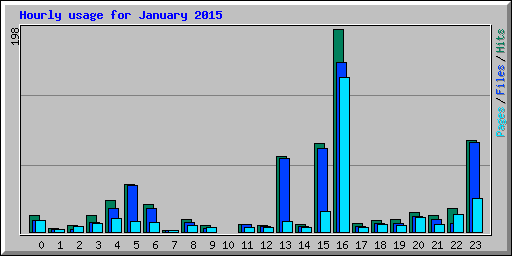 Hourly usage for January 2015
198
Pages/Files/Hits
0 1 2 3 4 5 6 7 8 9 10 11 12 13 14 15 16 17 18 19 20 21 22 23